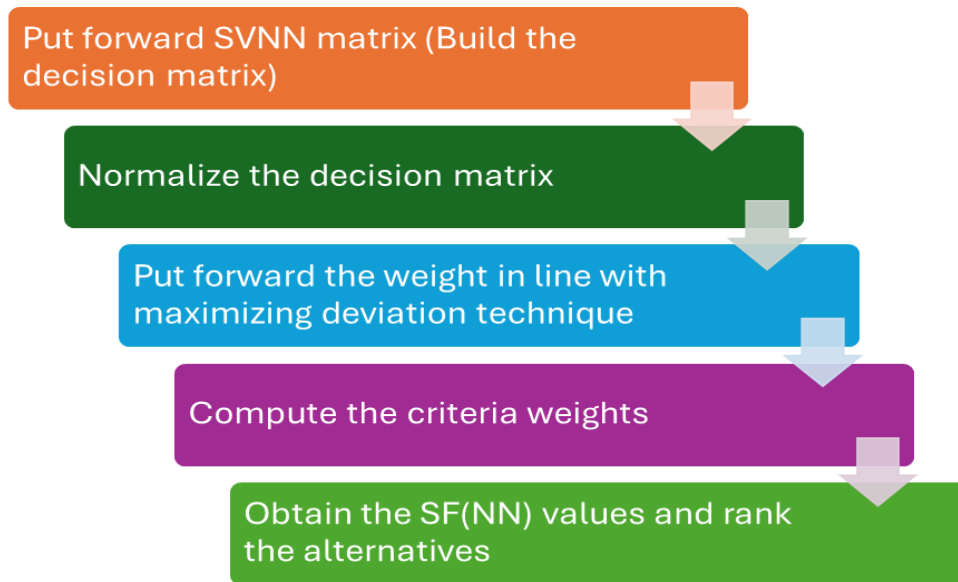 Put forward SVNN matrix (Build the
decision matrix)
Normalize the decision matrix
Put forward the weight in line with
maximizing deviation technique
Compute the criteria weights
Obtain the SF(NN) values and rank
the alternatives